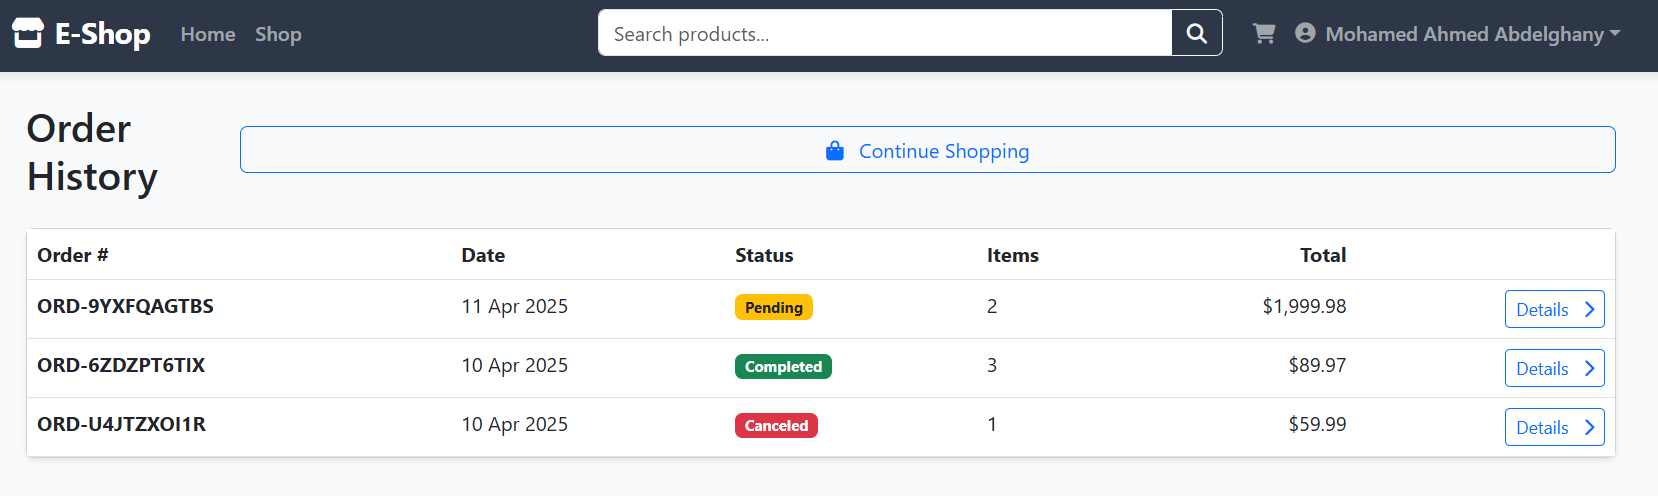 E-Shop Home Shop Search products... Mohamed Ahmed Abdelghany
Order
History
Continue Shopping
Order # Date Status Items Total
ORD-9YXFQAGTBS 11 Apr 2025 Pending 2 $1,999.98 Details
ORD-6ZDZPT6TIX 10 Apr 2025 Completed 3 $89.97 Details
ORD-U4JTZXOI1R 10 Apr 2025 Canceled 1 $59.99 Details